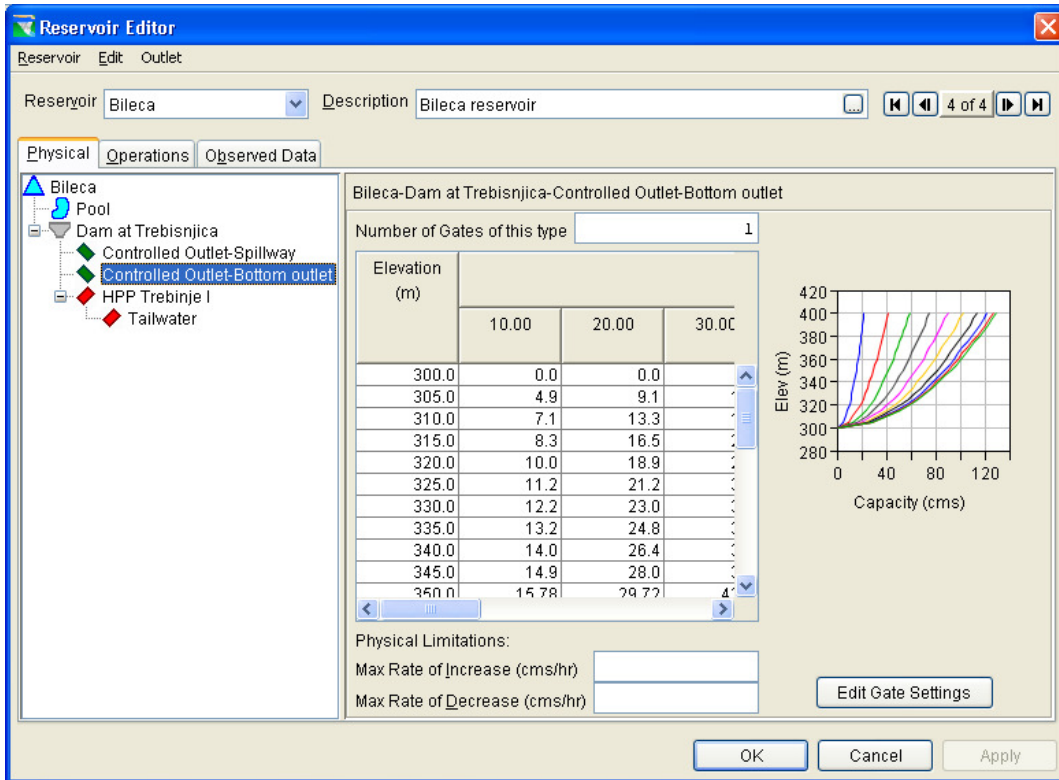 Reservoir Editor
Reservoir Edit Outlet
Reservoir Bileca Description Bileca reservoir ... 4 of 4
Physical Operations Observed Data
Bileca
Pool
Dam at Trebisnjica
Controlled Outlet-Spillway
Controlled Outlet-Bottom outlet
HPP Trebinje I
Tailwater
Bileca-Dam at Trebisnjica-Controlled Outlet-Bottom outlet
Number of Gates of this type 1
Elevation
(m)
10.00 20.00 30.00
300.0 0.0 0.0
305.0 4.9 9.1
310.0 7.1 13.3
315.0 8.3 16.5
320.0 10.0 18.9
325.0 11.2 21.2
330.0 12.2 23.0
335.0 13.2 24.8
340.0 14.0 26.4
345.0 14.9 28.0
350.0 15.78 29.72
Elev (m)
420
400
380
360
340
320
300
280
0 40 80 120
Capacity (cms)
Physical Limitations:
Max Rate of Increase (cms/hr)
Max Rate of Decrease (cms/hr)
Edit Gate Settings
OK Cancel Apply